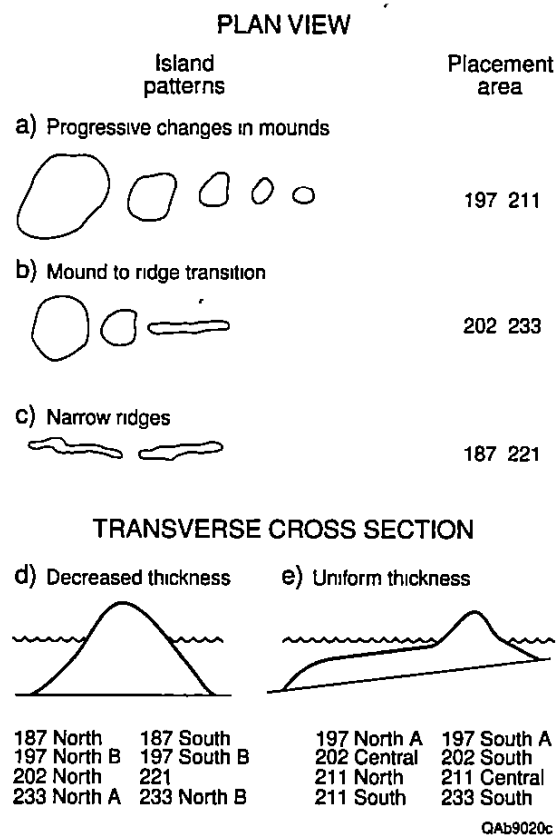 PLAN VIEW
Island patterns
Placement area
a) Progressive changes in mounds
197 211
b) Mound to ridge transition
202 233
c) Narrow ridges
187 221
TRANSVERSE CROSS SECTION
d) Decreased thickness
e) Uniform thickness
187 North 187 South
197 North B 197 South B
202 North 221
233 North A 233 North B
197 North A 197 South A
202 Central 202 South
211 North 211 Central
211 South 233 South
QAb9020c